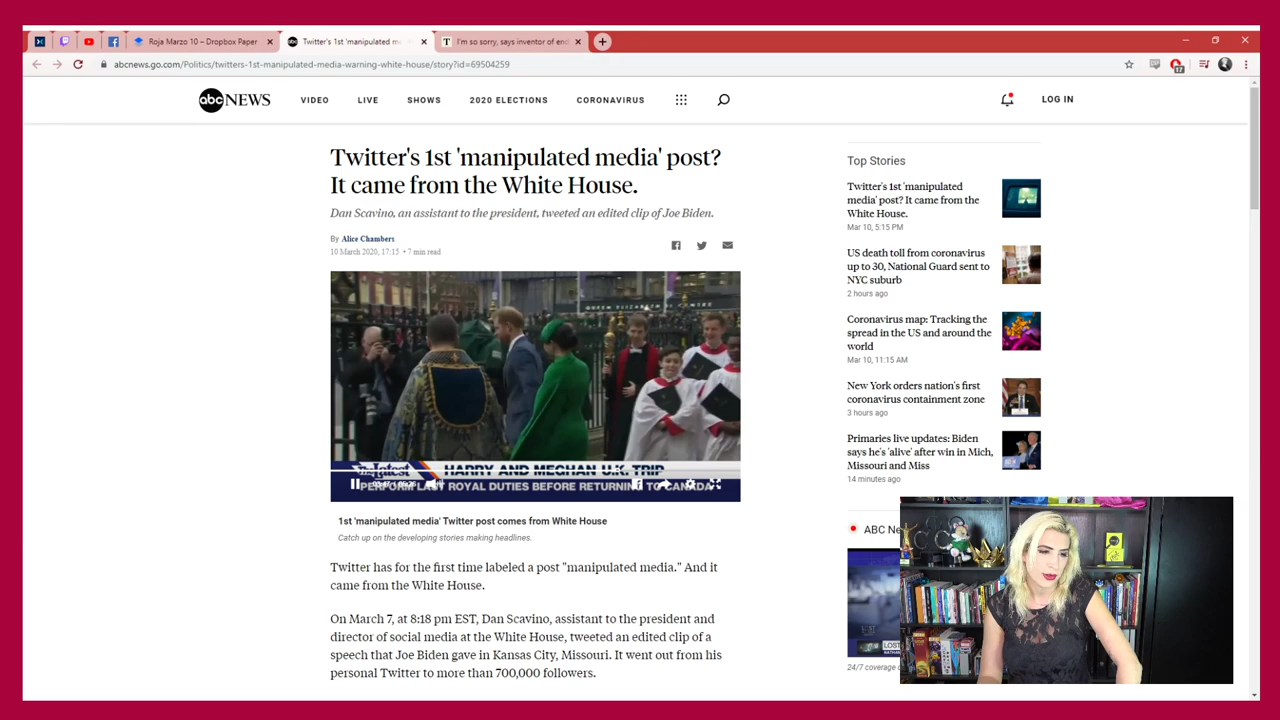 Roja Marzo 10 – Dropbox Paper
Twitter's 1st 'manipulated me
I'm so sorry, says inventor of end
abcnews.go.com/Politics/twitters-1st-manipulated-media-warning-white-house/story?id=69504259
17
abc NEWS
VIDEO
LIVE
SHOWS
2020 ELECTIONS
CORONAVIRUS
LOG IN
Twitter's 1st 'manipulated media' post?
It came from the White House.
Dan Scavino, an assistant to the president, tweeted an edited clip of Joe Biden.
By Alice Chambers
10 March 2020, 17:15 • 7 min read
QUEEN ELIZABETH CENTRE
the Latest
HARRY AND MEGHAN U.K. TRIP
PERFORM LAST ROYAL DUTIES BEFORE RETURNING TO CANADA
1st 'manipulated media' Twitter post comes from White House
Catch up on the developing stories making headlines.
Twitter has for the first time labeled a post "manipulated media." And it
came from the White House.
On March 7, at 8:18 pm EST, Dan Scavino, assistant to the president and
director of social media at the White House, tweeted an edited clip of a
speech that Joe Biden gave in Kansas City, Missouri. It went out from his
personal Twitter to more than 700,000 followers.
Top Stories
Twitter's 1st 'manipulated
media' post? It came from the
White House.
Mar 10, 5:15 PM
US death toll from coronavirus
up to 30, National Guard sent to
NYC suburb
2 hours ago
Coronavirus map: Tracking the
spread in the US and around the
world
Mar 10, 11:15 AM
New York orders nation's first
coronavirus containment zone
3 hours ago
Primaries live updates: Biden
says he's 'alive' after win in Mich,
Missouri and Miss
14 minutes ago
ABC Ne
LOST
24/7 coverage